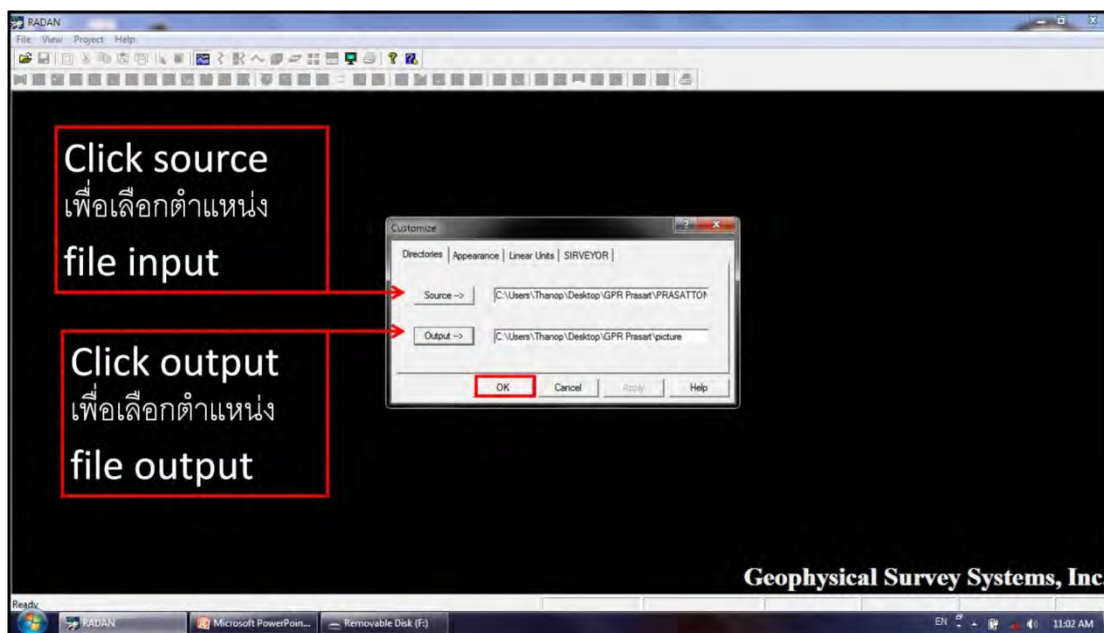 RADAN
File View Project Help
Click source
เพื่อเลือกตำแหน่ง
file input
Click output
เพื่อเลือกตำแหน่ง
file output
Customize
Directories Appearance Linear Units SIRVEYOR
Source --> C:\Users\Thanop\Desktop\GPR Prasart\PRASATTON
Output --> C:\Users\Thanop\Desktop\GPR Prasart\picture
OK Cancel Apply Help
Geophysical Survey Systems, Inc.
Ready
RADAN Microsoft PowerPoin... Removable Disk (F:) EN 11:02 AM